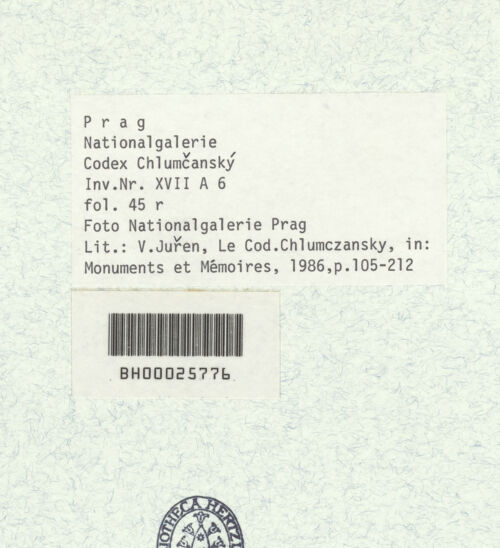 P r a g
Nationalgalerie
Codex Chlumčanský
Inv.Nr. XVII A 6
fol. 45 r
Foto Nationalgalerie Prag
Lit.: V.Juřen, Le Cod.Chlumczansky, in:
Monuments et Mémoires, 1986,p.105-212
BH00025776